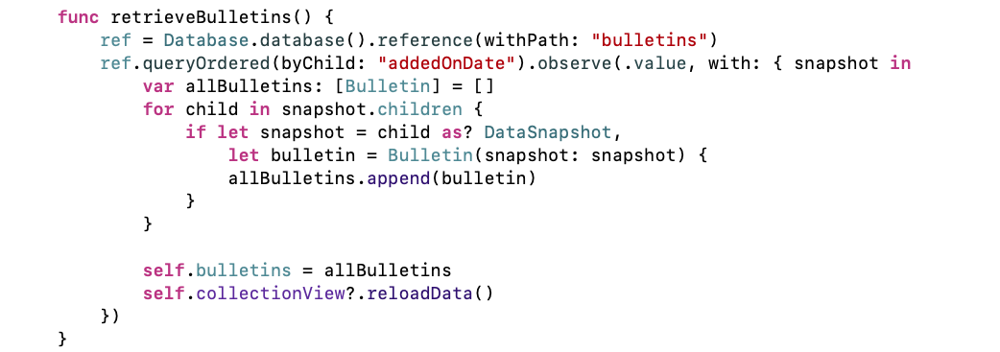 func retrieveBulletins() {
    ref = Database.database().reference(withPath: "bulletins")
    ref.queryOrdered(byChild: "addedOnDate").observe(.value, with: { snapshot in
        var allBulletins: [Bulletin] = []
        for child in snapshot.children {
            if let snapshot = child as? DataSnapshot,
                let bulletin = Bulletin(snapshot: snapshot) {
                allBulletins.append(bulletin)
            }
        }

        self.bulletins = allBulletins
        self.collectionView?.reloadData()
    })
}